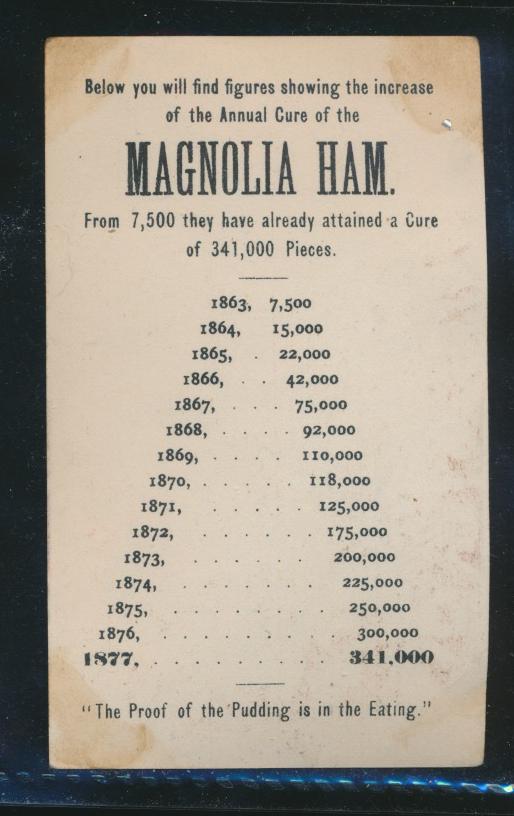 Below you will find figures showing the increase
of the Annual Cure of the
MAGNOLIA HAM.
From 7,500 they have already attained a Cure
of 341,000 Pieces.
1863, 7,500
1864, 15,000
1865, . 22,000
1866, . . 42,000
1867, . . . 75,000
1868, . . . . 92,000
1869, . . . . 110,000
1870, . . . . . 118,000
1871, . . . . . 125,000
1872, . . . . . . 175,000
1873, . . . . . . . 200,000
1874, . . . . . . . 225,000
1875, . . . . . . . . 250,000
1876, . . . . . . . . . 300,000
1877, . . . . . . . . . 341,000
"The Proof of the Pudding is in the Eating."